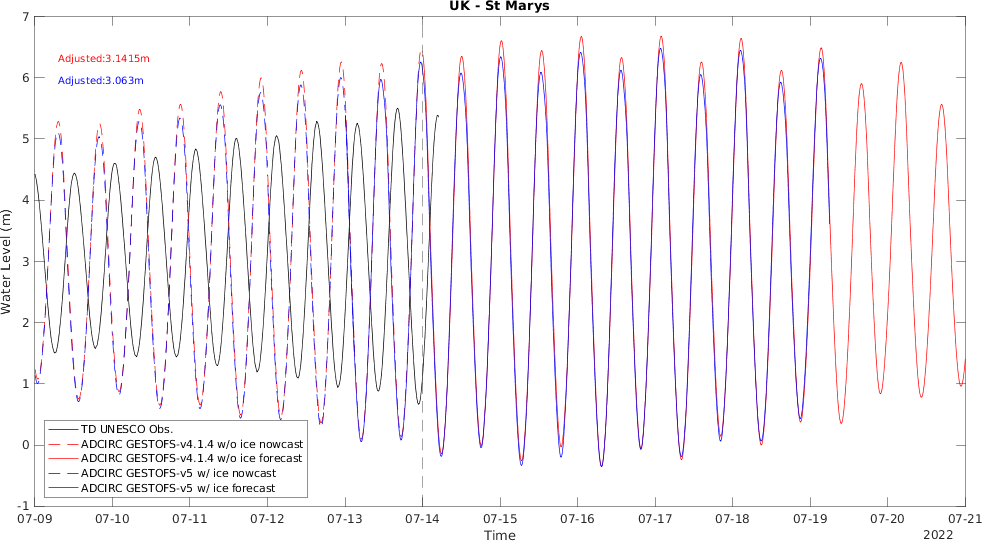 UK - St Marys
7
6
5
4
3
2
1
0
-1
Water Level (m)
Adjusted:3.1415m
Adjusted:3.063m
TD UNESCO Obs.
ADCIRC GESTOFS-v4.1.4 w/o ice nowcast
ADCIRC GESTOFS-v4.1.4 w/o ice forecast
ADCIRC GESTOFS-v5 w/ ice nowcast
ADCIRC GESTOFS-v5 w/ ice forecast
07-09 07-10 07-11 07-12 07-13 07-14 07-15 07-16 07-17 07-18 07-19 07-20 07-21
Time
2022